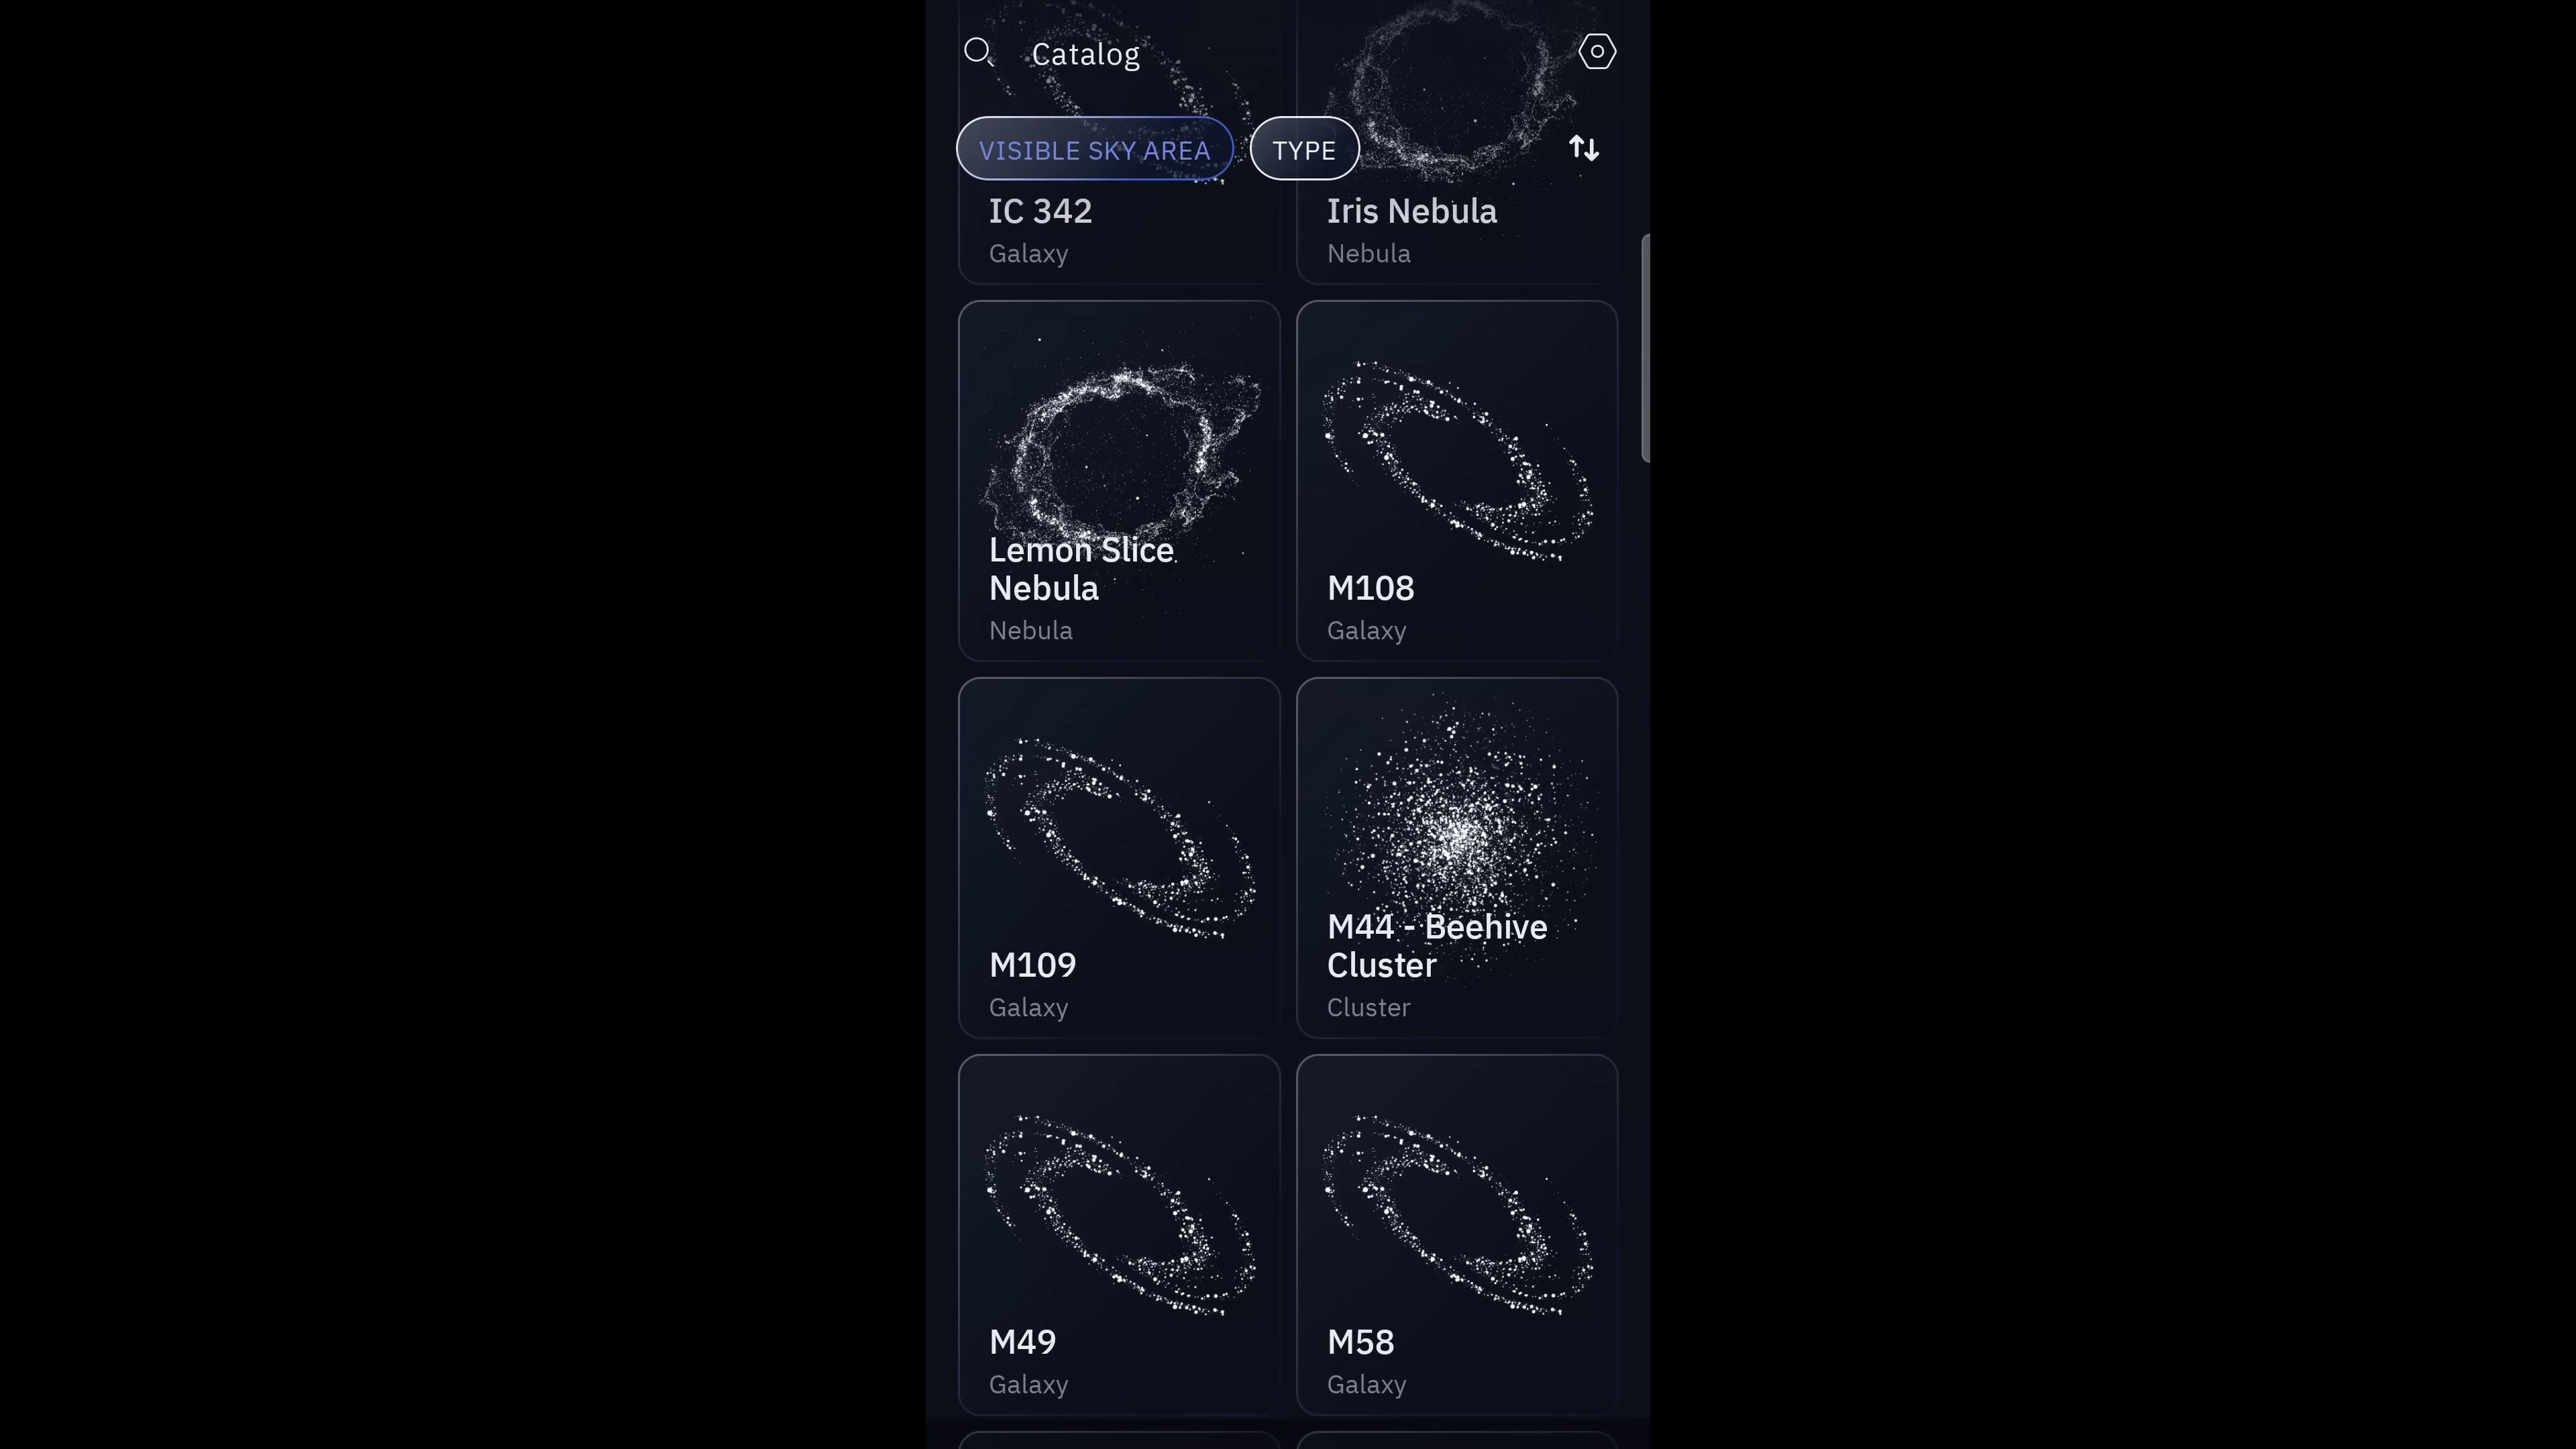 Catalog
VISIBLE SKY AREA
TYPE
IC 342
Galaxy
Iris Nebula
Nebula
Lemon Slice
Nebula
Nebula
M108
Galaxy
M109
Galaxy
M44 - Beehive
Cluster
Cluster
M49
Galaxy
M58
Galaxy